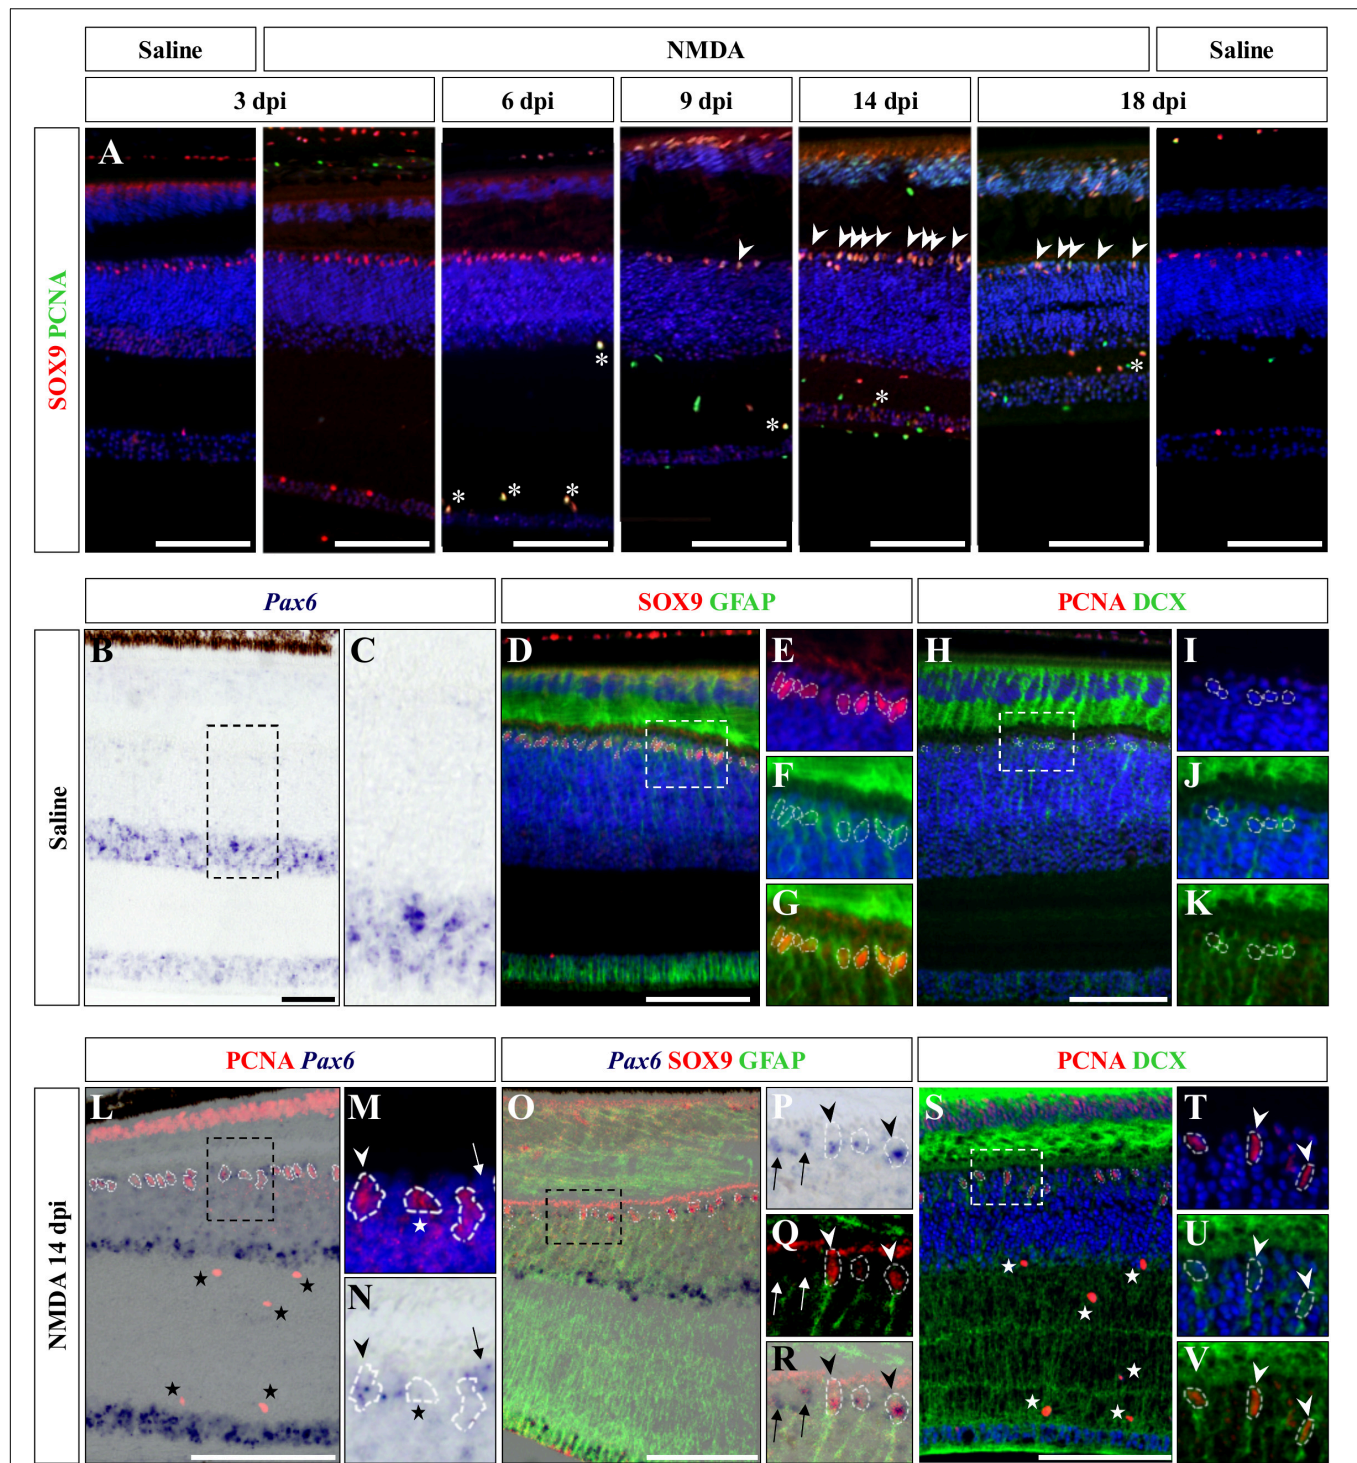 Saline NMDA Saline
3 dpi 6 dpi 9 dpi 14 dpi 18 dpi
SOX9 PCNA
A
*
*
* * *
*
*
Pax6 SOX9 GFAP PCNA DCX
Saline
B C D E H I
F J
G K
PCNA Pax6 Pax6 SOX9 GFAP PCNA DCX
NMDA 14 dpi
L M O P S T
Q U
N
R V